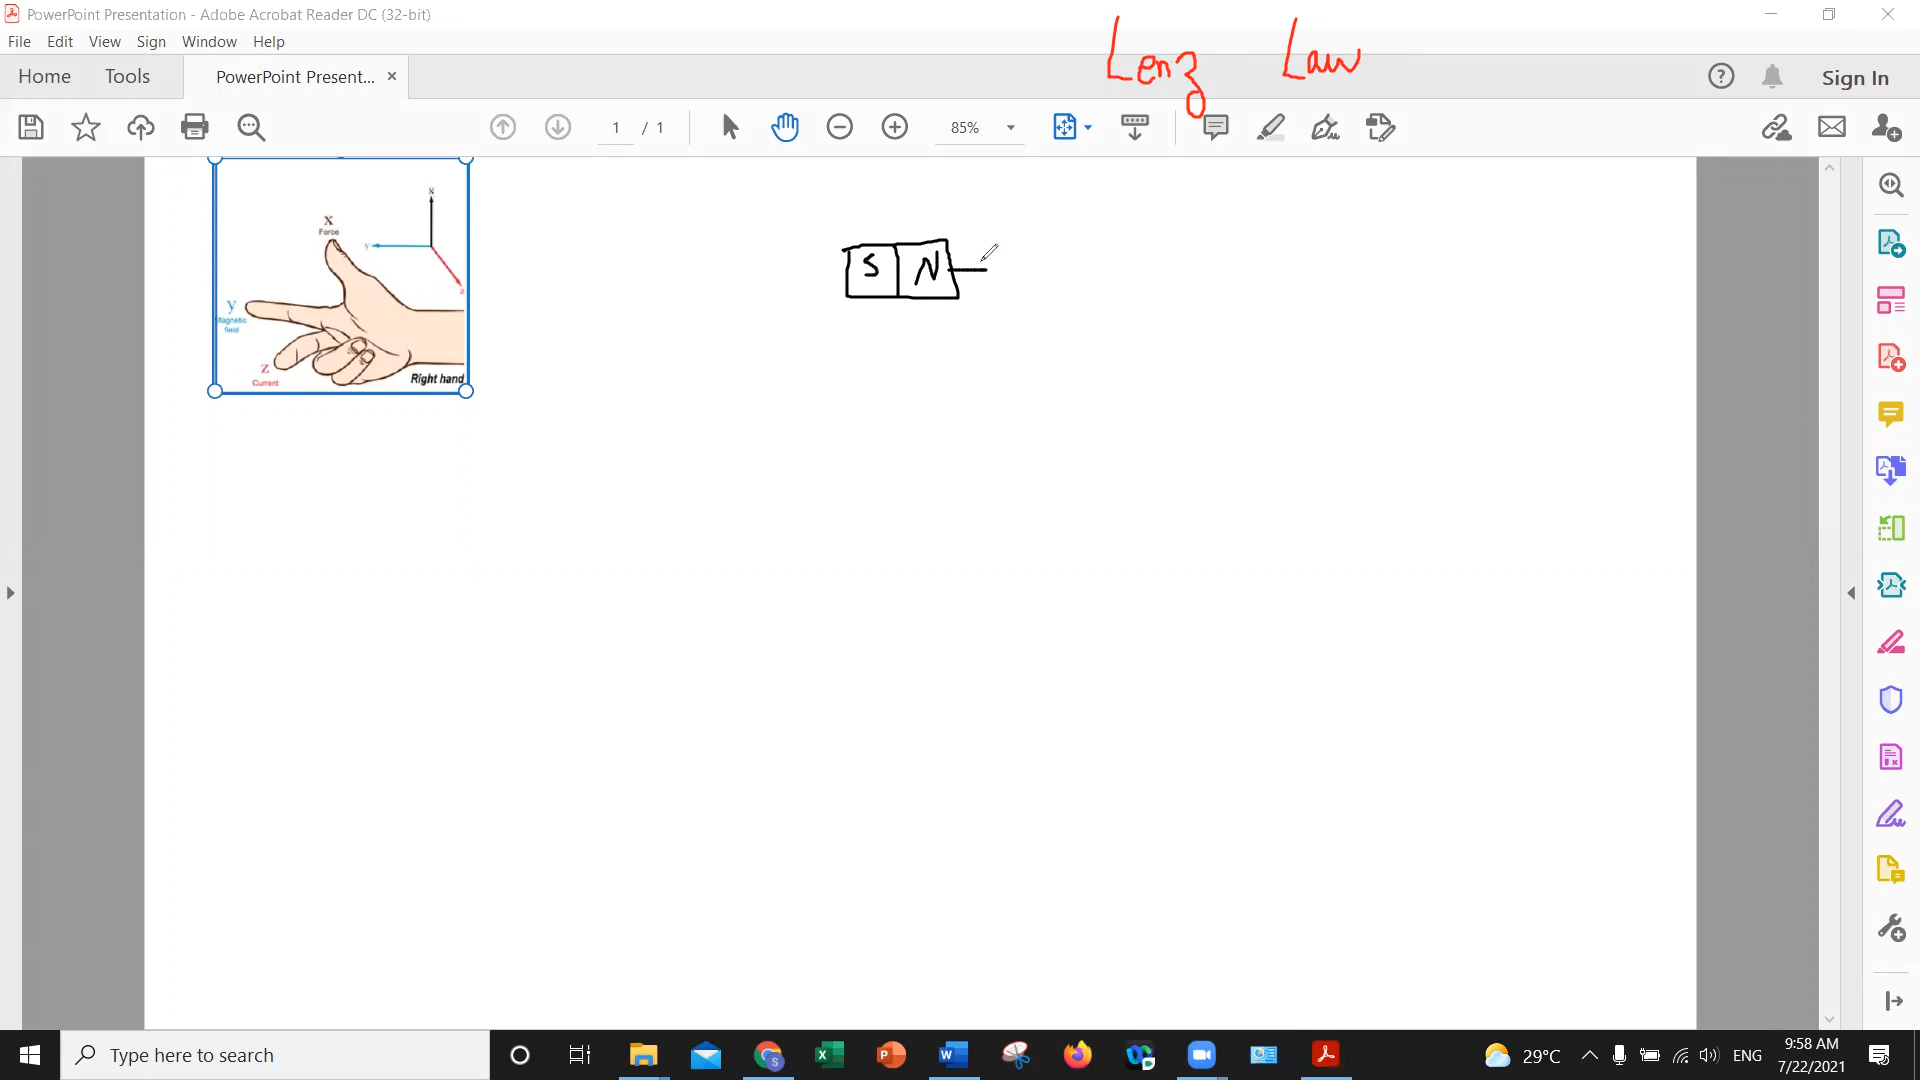 PowerPoint Presentation - Adobe Acrobat Reader DC (32-bit)
File Edit View Sign Window Help
Leng Law
Home Tools PowerPoint Present... × Sign In
1 / 1 85%
x
X
Force
y
z
S N
y
Magnetic
field
Z
Current
Right hand
Type here to search
29°C ENG 9:58 AM
7/22/2021